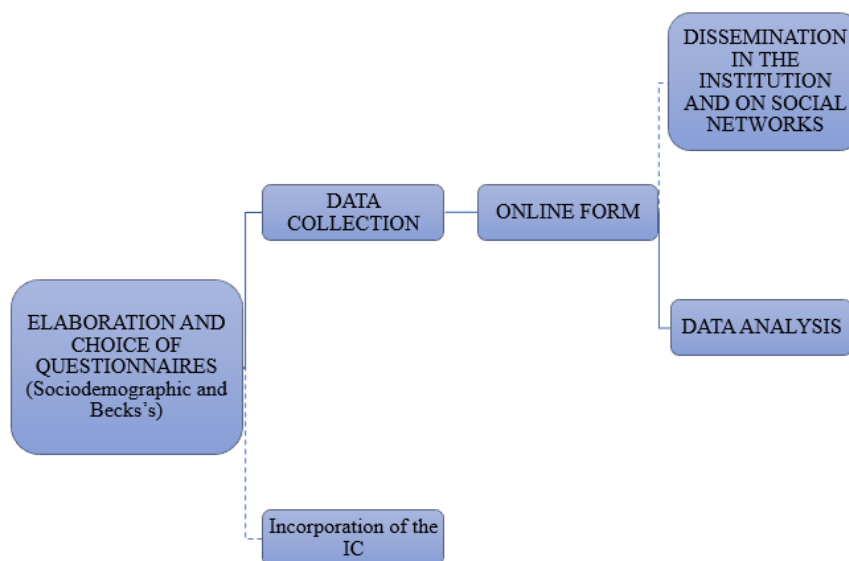 ELABORATION AND
CHOICE OF
QUESTIONNAIRES
(Sociodemographic and
Becks's)
DATA
COLLECTION
ONLINE FORM
DISSEMINATION
IN THE
INSTITUTION
AND ON SOCIAL
NETWORKS
DATA ANALYSIS
Incorporation of the
IC